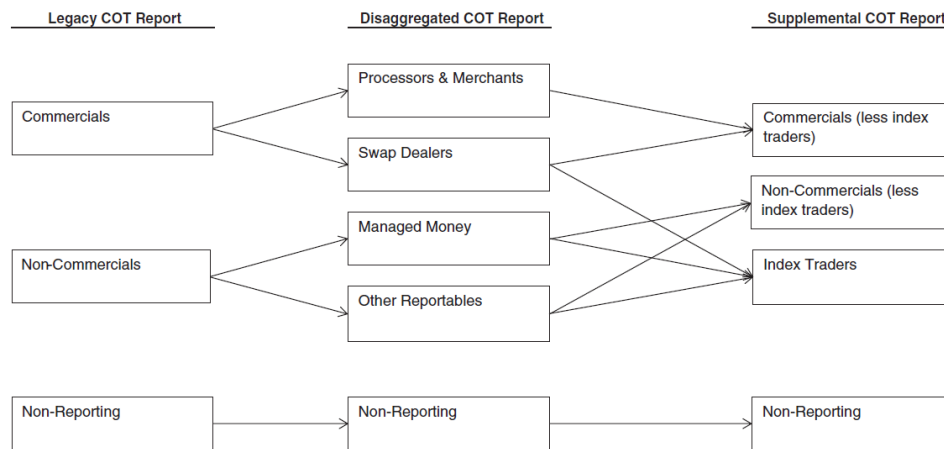 Legacy COT Report
Disaggregated COT Report
Supplemental COT Report
Processors & Merchants
Commercials
Commercials (less index
traders)
Swap Dealers
Non-Commercials (less
index traders)
Managed Money
Non-Commercials
Index Traders
Other Reportables
Non-Reporting
Non-Reporting
Non-Reporting